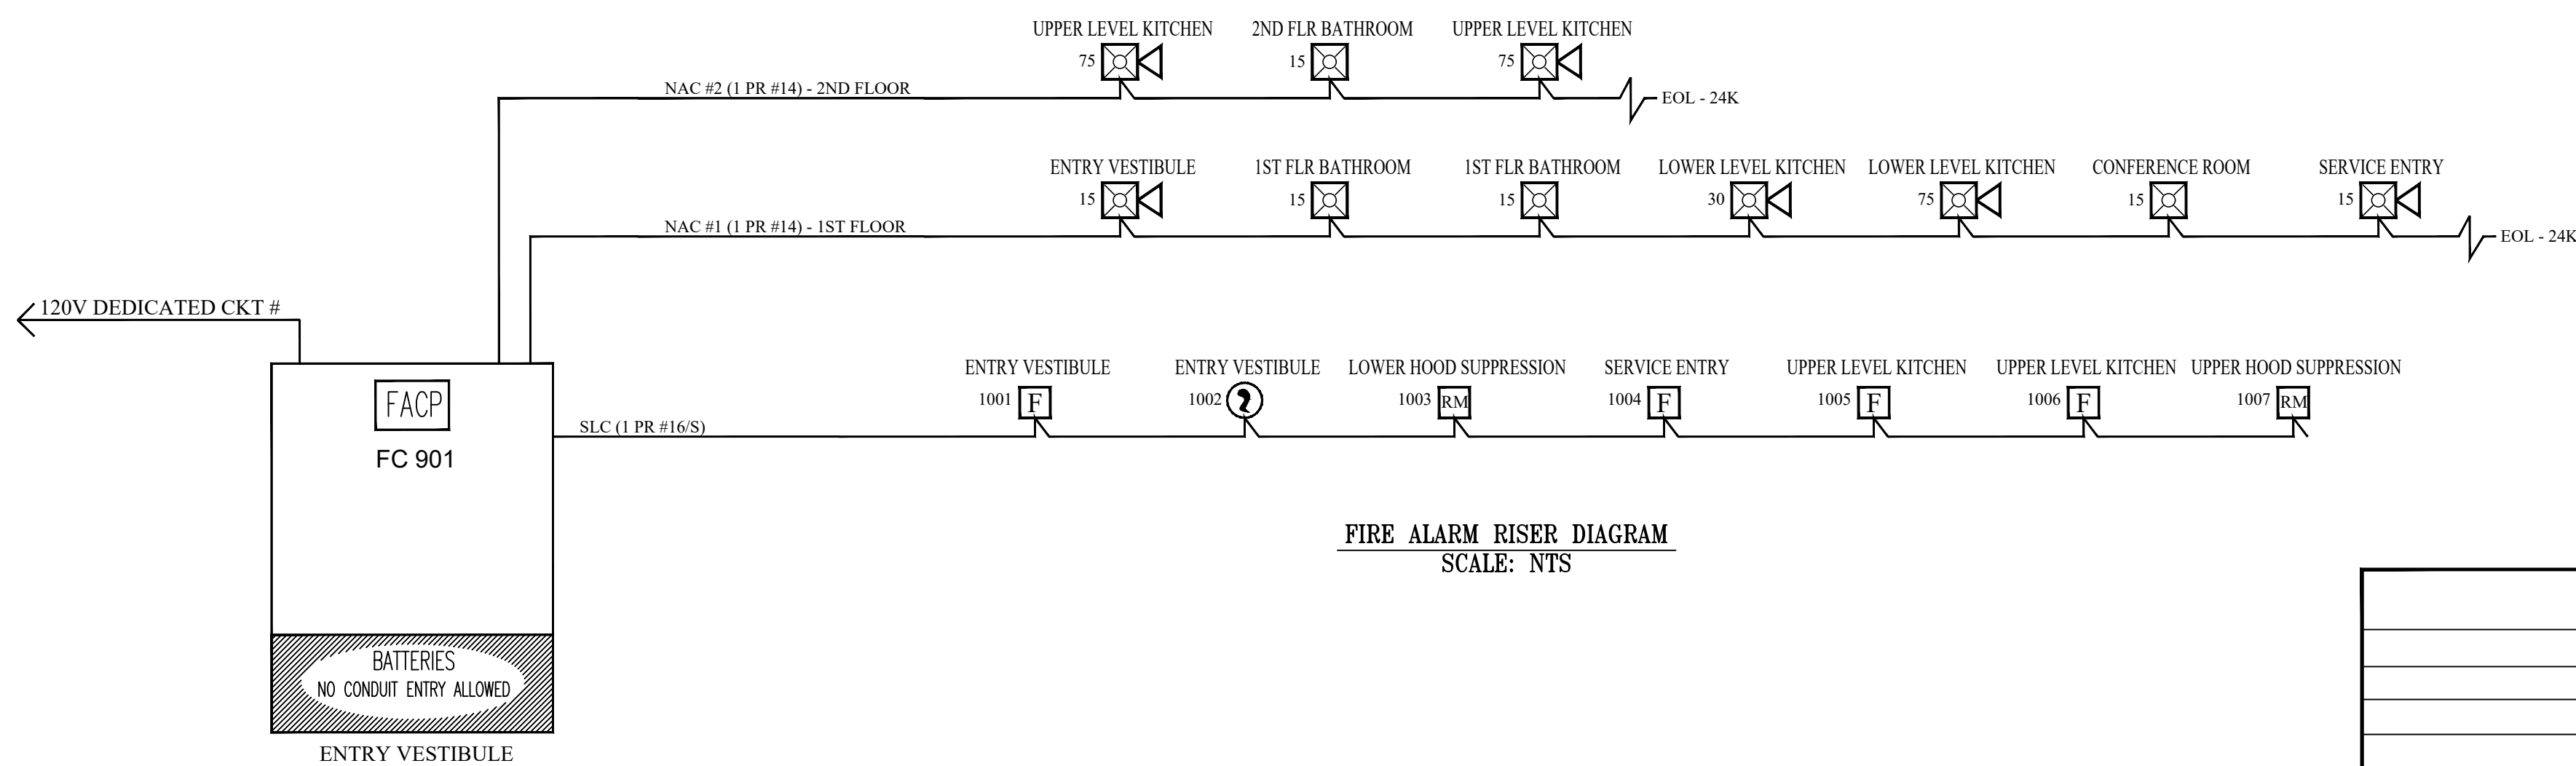 UPPER LEVEL KITCHEN 2ND FLR BATHROOM UPPER LEVEL KITCHEN
75 15 75
NAC #2 (1 PR #14) - 2ND FLOOR EOL - 24K
ENTRY VESTIBULE 1ST FLR BATHROOM 1ST FLR BATHROOM LOWER LEVEL KITCHEN LOWER LEVEL KITCHEN CONFERENCE ROOM SERVICE ENTRY
15 15 15 30 75 15 15
NAC #1 (1 PR #14) - 1ST FLOOR EOL - 24K
120V DEDICATED CKT #
ENTRY VESTIBULE ENTRY VESTIBULE LOWER HOOD SUPPRESSION SERVICE ENTRY UPPER LEVEL KITCHEN UPPER LEVEL KITCHEN UPPER HOOD SUPPRESSION
1001 F 1002 1003 RM 1004 F 1005 F 1006 F 1007 RM
SLC (1 PR #16/S)
FACP
FC 901
FIRE ALARM RISER DIAGRAM
SCALE: NTS
BATTERIES
NO CONDUIT ENTRY ALLOWED
ENTRY VESTIBULE